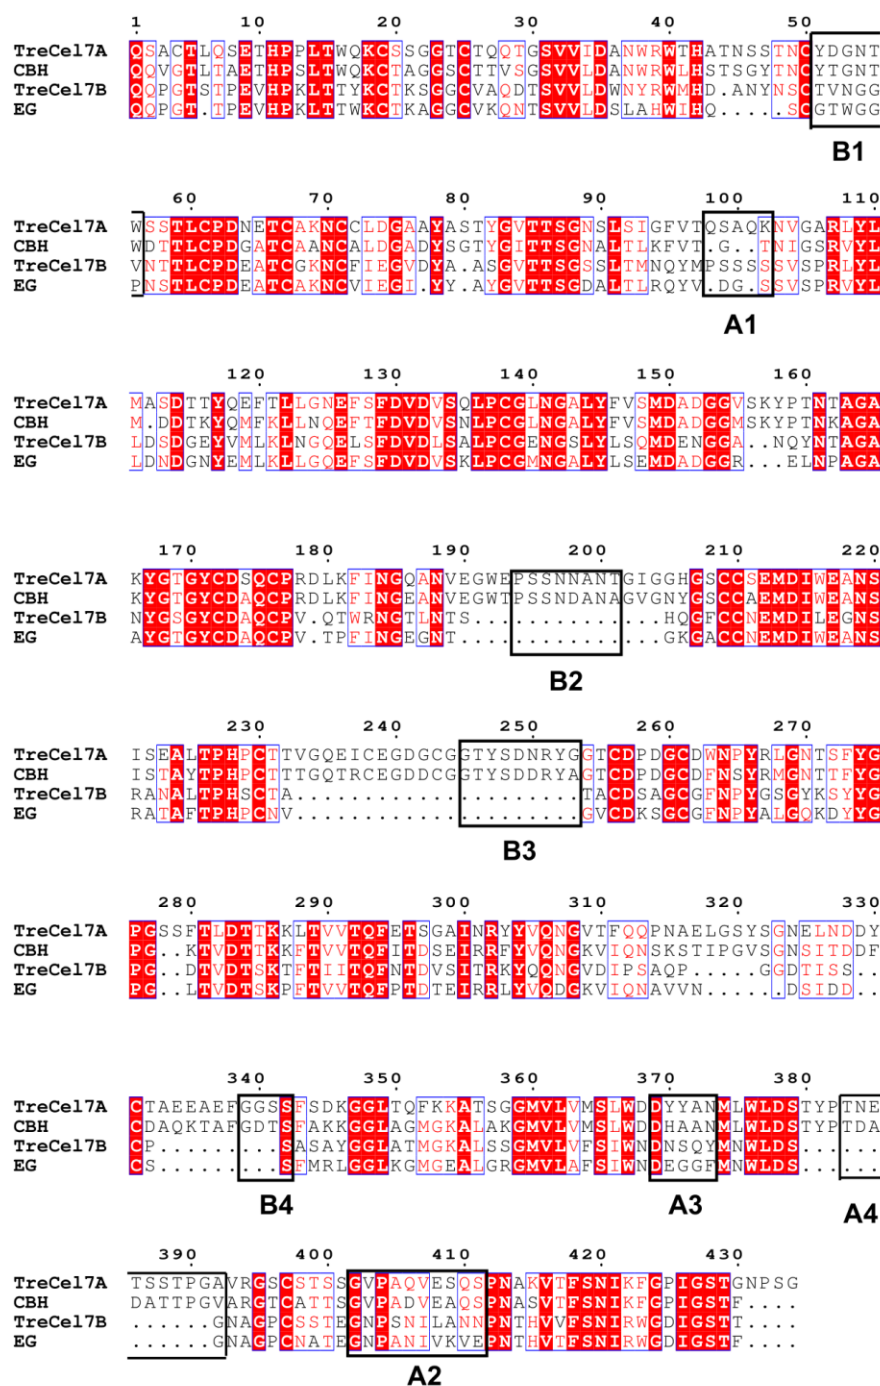 1 10 20 30 40 50
TreCel7A QSACTLQSETHPPLTWQKCSSGGTCTQQTGSVVIDANWRWTHATNSSTNCYDGNT
CBH QQVGTLTAETHPSLTWQKCTAGGSCTTVSGSVVLDANWRWLHSTSGYTNCYTGNT
TreCel7B QQPGTSTPEVHPKLTTYKCTKSGGCVAQDTSVVLDWNYRWMHD.ANYNSCTVNGG
EG QQPGT.TPEVHPKLTTWKCTKAGGCVKQNTSVVLDSLAHWIHQ....SCGTWGG
B1
60 70 80 90 100 110
TreCel7A WSSTLCPDNETCAKNCCLDGAAYASTYGVTTSGNSLSIGFVTQSAQKNVGARLYL
CBH WDTTLCPDGATCAANCALDGADYSGTYGITTSGNALTLKFVT.G..TNIGSRVYL
TreCel7B VNTTLCPDEATCGKNCFIEGVDYA.ASGVTTSGSSLTMNQYMPSSSSSVSPRLYL
EG PNSTLCPDEATCAKNCVIEGI.YY.AYGVTTSGDALTLRQYV.DG.SSVSPRVYL
A1
120 130 140 150 160
TreCel7A MASDTTYQEFTLLGNEFSFDVDVSQLPCGLNGALYFVSMDADGGVSKYPTNTAGA
CBH M.DDTKYQMFKLLNQEFTFDVDVSNLPCGLNGALYFVSMDADGGMSKYPTNKAGA
TreCel7B LDSDGEYVMLKLNGQELSFDVDLSALPCGENGSLYLSQMDENGGA..NQYNTAGA
EG LDNDGNYEMLKLLGQEFSFDVDVSKLPCGMNGALYLSEMDADGGR...ELNPAGA
170 180 190 200 210 220
TreCel7A KYGTGYCDSQCPRDLKFINGQANVEGWEPSSNNANTGIGGHGSCCSEMDIWEANS
CBH KYGTGYCDAQCPRDLKFINGEANVEGWTPSSNDANAGVGNYGSCCAEMDIWEANS
TreCel7B NYGSGYCDAQCPV.QTWRNGTLNTS..............HQGFCCNEMDILEGNS
EG AYGTGYCDAQCPV.TPFINGEGNT...............GKGACCNEMDIWEANS
B2
230 240 250 260 270
TreCel7A ISEALTPHPCTTVGQEICEGDGCGGTYSDNRYGGTCDPDGCDWNPYRLGNTSFYG
CBH ISTAYTPHPCTTTGQTRCEGDDCGGTYSDDRYAGTCDPDGCDFNSYRMGNTTFYG
TreCel7B RANALTPHSCTA.....................TACDSAGCGFNPYGSGYKSYYG
EG RATAFTPHPCNV.....................GVCDKSGCGFNPYALGQKDYYG
B3
280 290 300 310 320 330
TreCel7A PGSSFTLDTTKKLTVVTQFETSGAINRYYVQNGVTFQQPNAELGSYSGNELNDDY
CBH PG..KTVDTTKKFTVVTQFITDSEIRRFYVQNGKVIQNSKSTIPGVSGNSITDDF
TreCel7B PG..DTVDTSKTFTIITQFNTDVSITRKYQQNGVDIPSAQP.....GGDTISS..
EG PG..LTVDTSKPFTVVTQFPTDTEIRRLYVQDGKVIQNAVVN.....DSIDD..
340 350 360 370 380
TreCel7A CTAEEAEFGGSSFSDKGGLTQFKKATSGGMVLVMSLWDDYYANMLWLDSTYPTNE
CBH CDAQKTAFGDTSFAKKGGLAGMGKALAKGMVLVMSLWDDHAANMLWLDSTYPTDA
TreCel7B CP.........SASAYGGLATMGKALSSGMVLVFSIWNDNSQYMNWLDS......
EG CS.........SFMRLGGLKGMGEALGRGMVLAFSIWNDEGGFMNWLDS......
B4 A3 A4
390 400 410 420 430
TreCel7A TSSTPGAVRGSCSTSSGVPAQVESQSPNAKVTFSNIKFGPIGSTGNPSG
CBH DATTPGVARGTCATTSGVPADVEAQSPNASVTFSNIKFGPIGSTF....
TreCel7B ......GNAGPCSSTEGNPSNILANNPNTHVVFSNIRWGDIGST.....
EG ......GNAGPCNATEGNPANIVKVEPNTHVTFSNIRWGDIGSTF....
A2